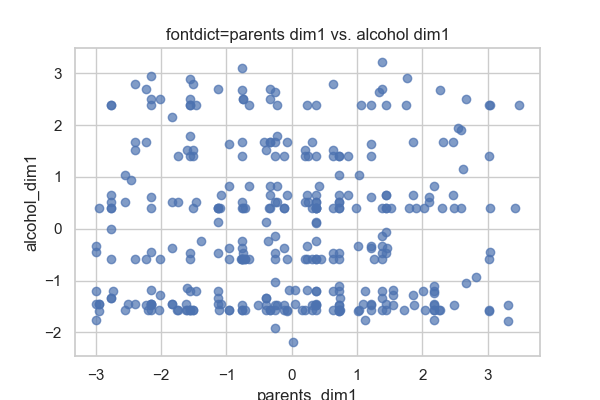 fontdict=parents dim1 vs. alcohol dim1
alcohol_dim1
3
2
1
0
−1
−2
−3 −2 −1 0 1 2 3
parents_dim1